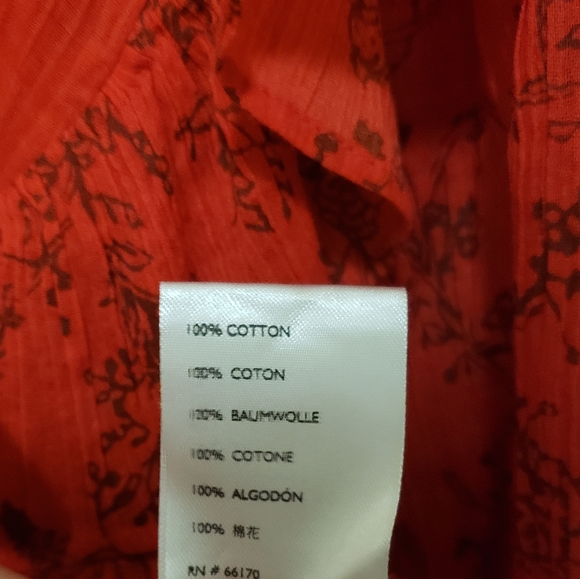 100% COTTON
100% COTON
100% BAUMWOLLE
100% COTONE
100% ALGODÓN
100% 棉花
RN # 66170